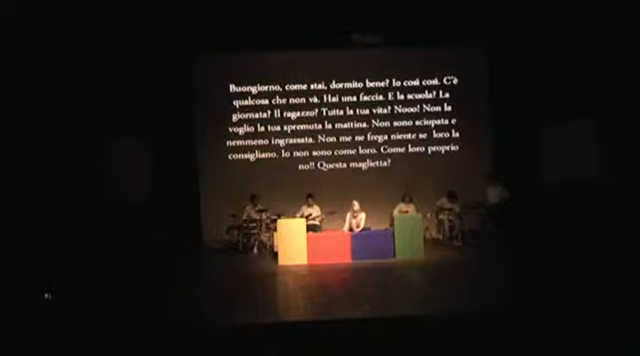 Buongiorno, come stai, dormito bene? Io così così. C'è
qualcosa che non và. Hai una faccia. E la scuola? La
giornata? Il ragazzo? Tutta la tua vita? Nooo! Non la
voglio la tua spremuta la mattina. Non sono sciupata e
nemmeno ingrassata. Non me ne frega niente se loro la
consigliano. Io non sono come loro. Come loro proprio
no!! Questa maglietta?